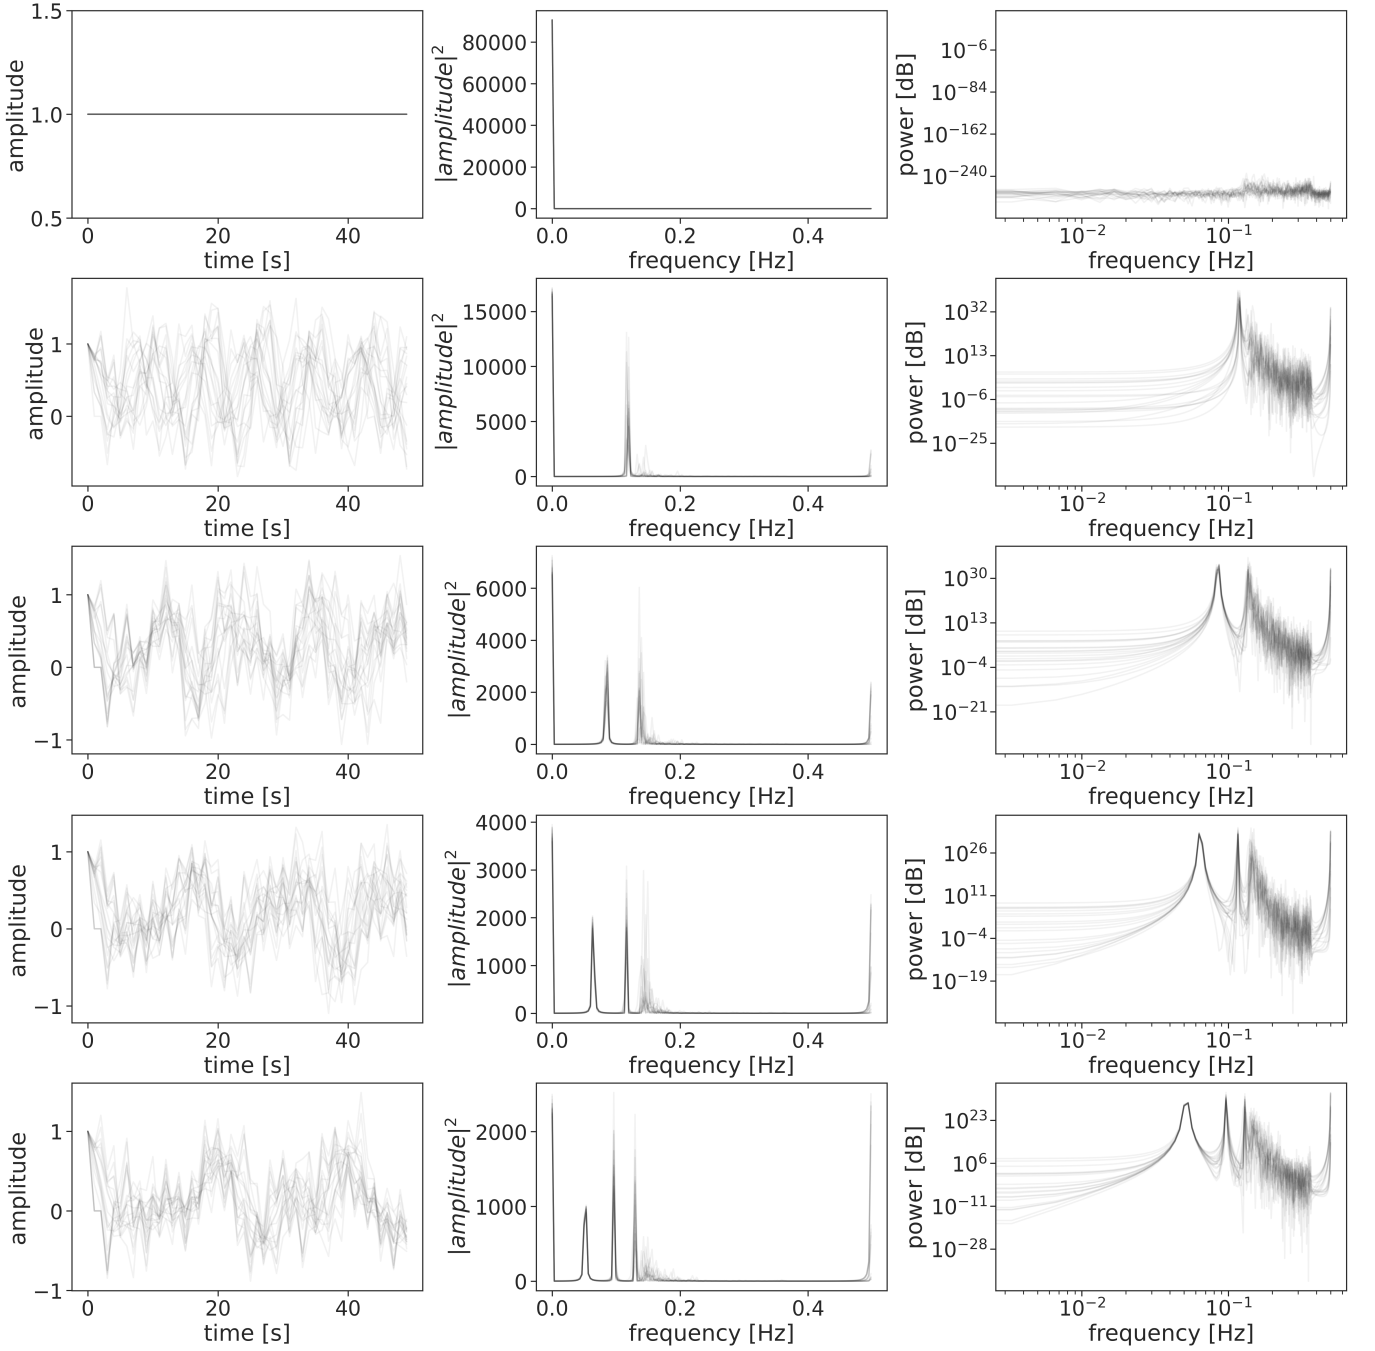 1.5
1.0
0.5
amplitude
0 20 40
time [s]
80000
60000
40000
20000
0
|amplitude|²
0.0 0.2 0.4
frequency [Hz]
10⁻⁶
10⁻⁸⁴
10⁻¹⁶²
10⁻²⁴⁰
power [dB]
10⁻² 10⁻¹
frequency [Hz]
1
0
amplitude
0 20 40
time [s]
15000
10000
5000
0
|amplitude|²
0.0 0.2 0.4
frequency [Hz]
10³²
10¹³
10⁻⁶
10⁻²⁵
power [dB]
10⁻² 10⁻¹
frequency [Hz]
1
0
−1
amplitude
0 20 40
time [s]
6000
4000
2000
0
|amplitude|²
0.0 0.2 0.4
frequency [Hz]
10³⁰
10¹³
10⁻⁴
10⁻²¹
power [dB]
10⁻² 10⁻¹
frequency [Hz]
1
0
−1
amplitude
0 20 40
time [s]
4000
3000
2000
1000
0
|amplitude|²
0.0 0.2 0.4
frequency [Hz]
10²⁶
10¹¹
10⁻⁴
10⁻¹⁹
power [dB]
10⁻² 10⁻¹
frequency [Hz]
1
0
−1
amplitude
0 20 40
time [s]
2000
1000
0
|amplitude|²
0.0 0.2 0.4
frequency [Hz]
10²³
10⁶
10⁻¹¹
10⁻²⁸
power [dB]
10⁻² 10⁻¹
frequency [Hz]